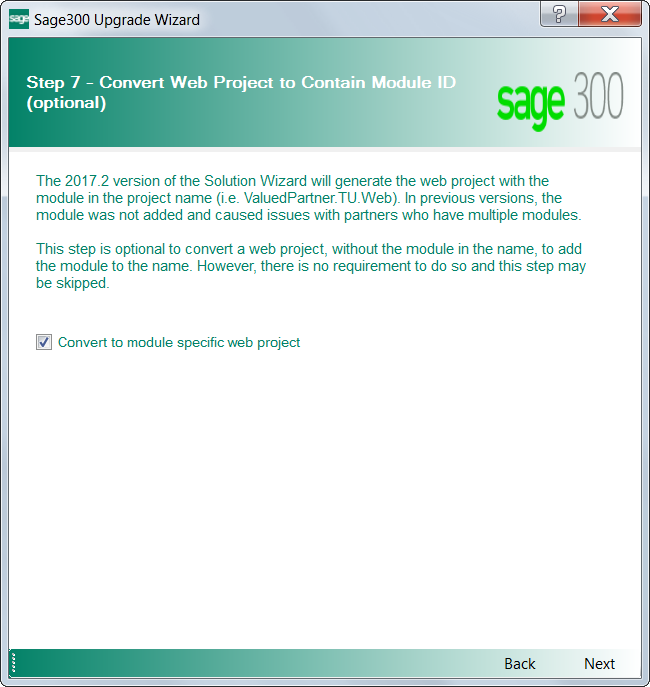 sage Sage300 Upgrade Wizard
?
Step 7 - Convert Web Project to Contain Module ID
(optional)
sage 300
The 2017.2 version of the Solution Wizard will generate the web project with the
module in the project name (i.e. ValuedPartner.TU.Web). In previous versions, the
module was not added and caused issues with partners who have multiple modules.
This step is optional to convert a web project, without the module in the name, to add
the module to the name. However, there is no requirement to do so and this step may
be skipped.
Convert to module specific web project
Back Next